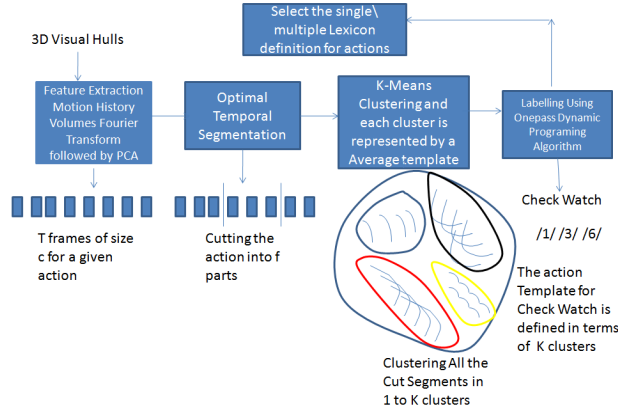 Select the single\
multiple Lexicon
definition for actions
3D Visual Hulls
Feature Extraction
Motion History
Volumes Fourier
Transform
followed by PCA
Optimal
Temporal
Segmentation
K-Means
Clustering and
each cluster is
represented by a
Average template
Labelling Using
Onepass Dynamic
Programing
Algorithm
T frames of size
c for a given
action
Cutting the
action into f
parts
Check Watch
/1/ /3/ /6/
The action
Template for
Check Watch is
defined in terms
of K clusters
Clustering All the
Cut Segments in
1 to K clusters